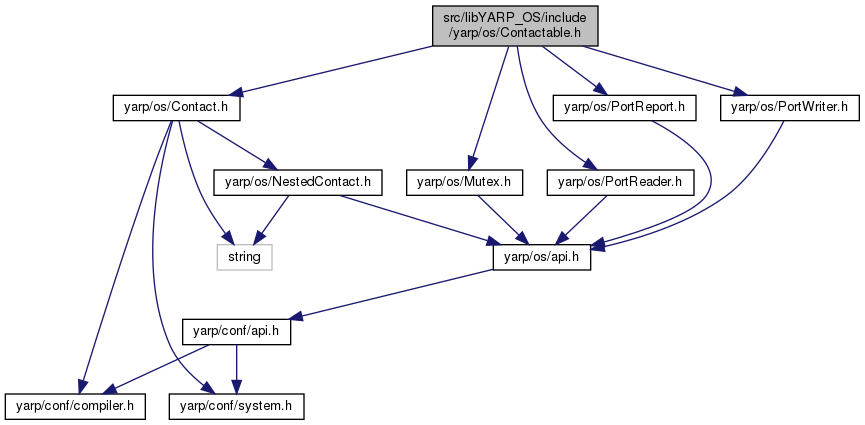 src/libYARP_OS/include
/yarp/os/Contactable.h
yarp/os/Contact.h
yarp/os/PortReport.h
yarp/os/PortWriter.h
yarp/os/NestedContact.h
yarp/os/Mutex.h
yarp/os/PortReader.h
string
yarp/os/api.h
yarp/conf/api.h
yarp/conf/compiler.h
yarp/conf/system.h